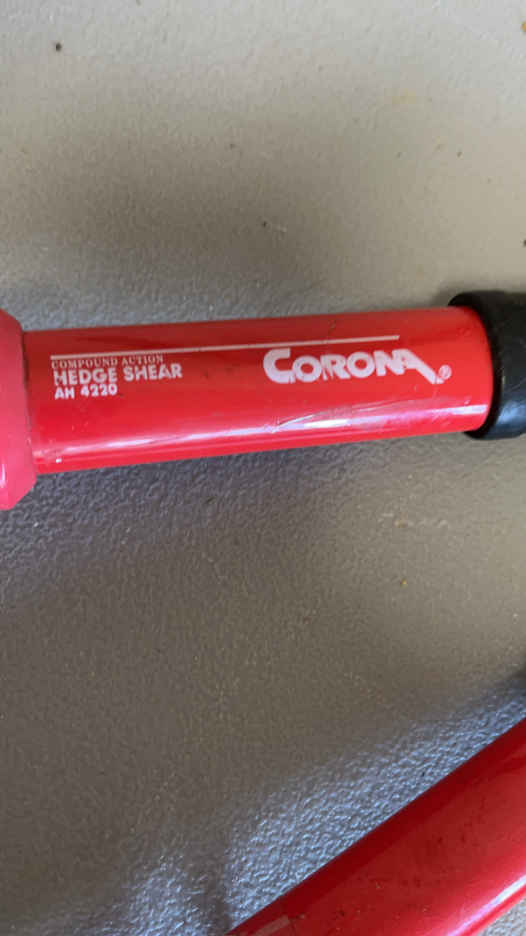 COMPOUND ACTION
HEDGE SHEAR
AH 4220
CORONA®